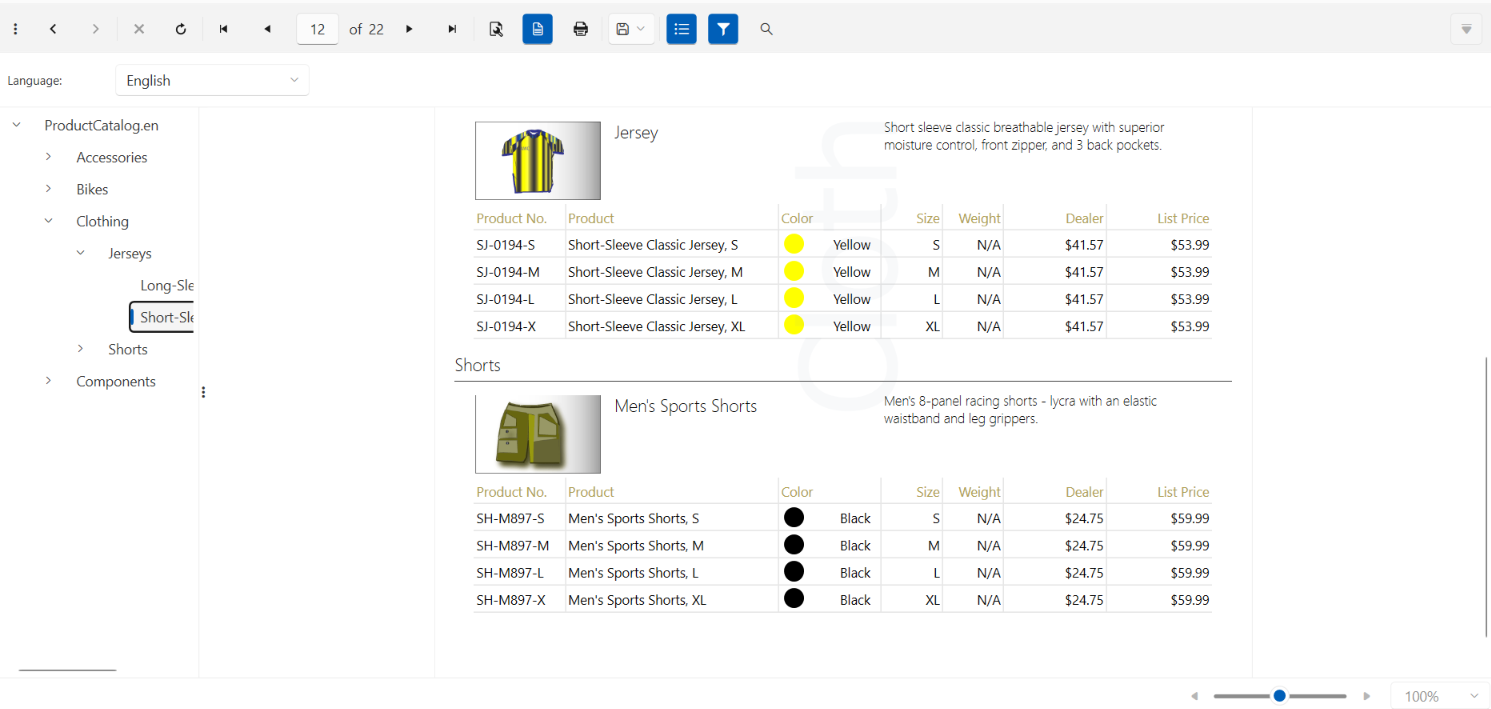 12 of 22
Language: English
ProductCatalog.en
Accessories
Bikes
Clothing
Jerseys
Long-Sle
Short-Sle
Shorts
Components
Jersey
Short sleeve classic breathable jersey with superior
moisture control, front zipper, and 3 back pockets.
Cloth
Product No. Product Color Size Weight Dealer List Price
SJ-0194-S Short-Sleeve Classic Jersey, S Yellow S N/A $41.57 $53.99
SJ-0194-M Short-Sleeve Classic Jersey, M Yellow M N/A $41.57 $53.99
SJ-0194-L Short-Sleeve Classic Jersey, L Yellow L N/A $41.57 $53.99
SJ-0194-X Short-Sleeve Classic Jersey, XL Yellow XL N/A $41.57 $53.99
Shorts
Men's Sports Shorts
Men's 8-panel racing shorts - lycra with an elastic
waistband and leg grippers.
Product No. Product Color Size Weight Dealer List Price
SH-M897-S Men's Sports Shorts, S Black S N/A $24.75 $59.99
SH-M897-M Men's Sports Shorts, M Black M N/A $24.75 $59.99
SH-M897-L Men's Sports Shorts, L Black L N/A $24.75 $59.99
SH-M897-X Men's Sports Shorts, XL Black XL N/A $24.75 $59.99
100%